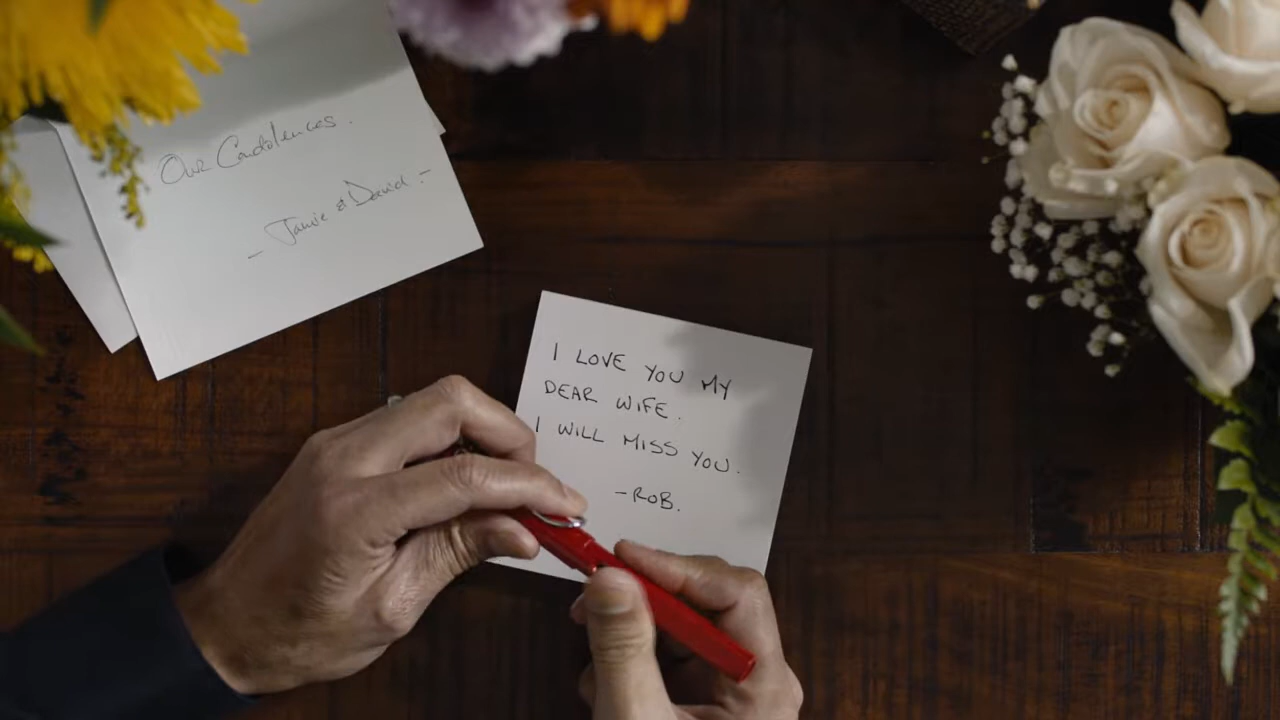 Our Condolences.
- Jamie & David -
I LOVE YOU MY
DEAR WIFE.
I WILL MISS YOU.
-ROB.